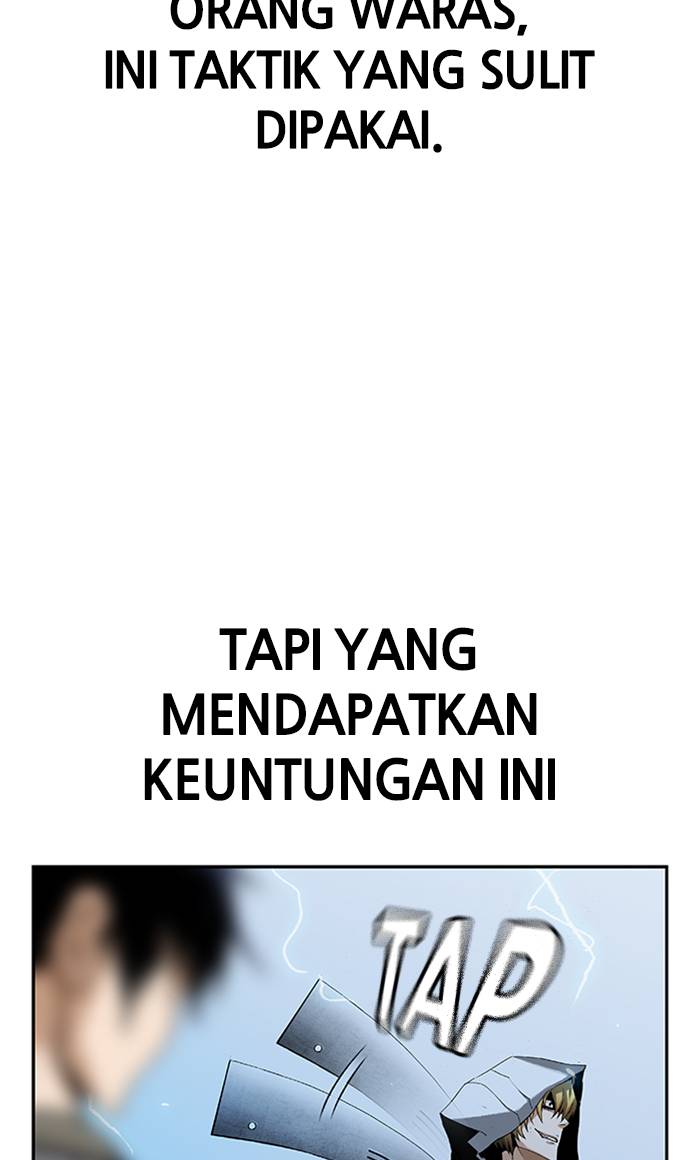 ORANG WARAS,
INI TAKTIK YANG SULIT
DIPAKAI.
TAPI YANG
MENDAPATKAN
KEUNTUNGAN INI
TAP